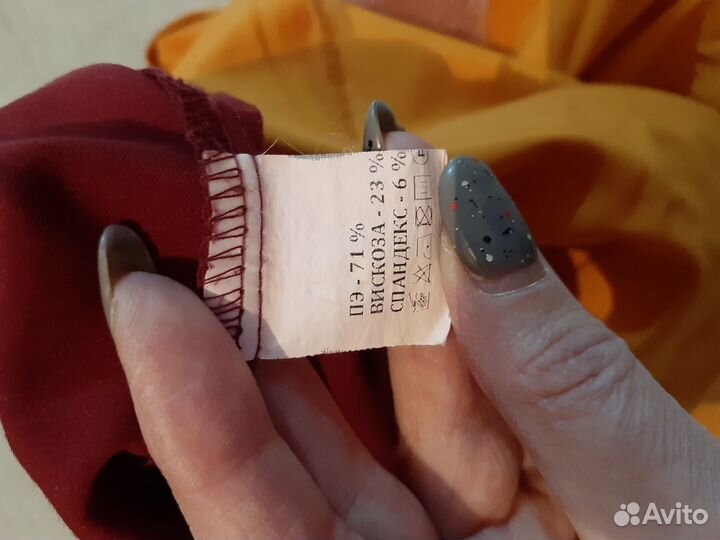 ПЭ - 71 %
ВИСКОЗА - 23 %
СПАНДЕКС - 6 %
Avito